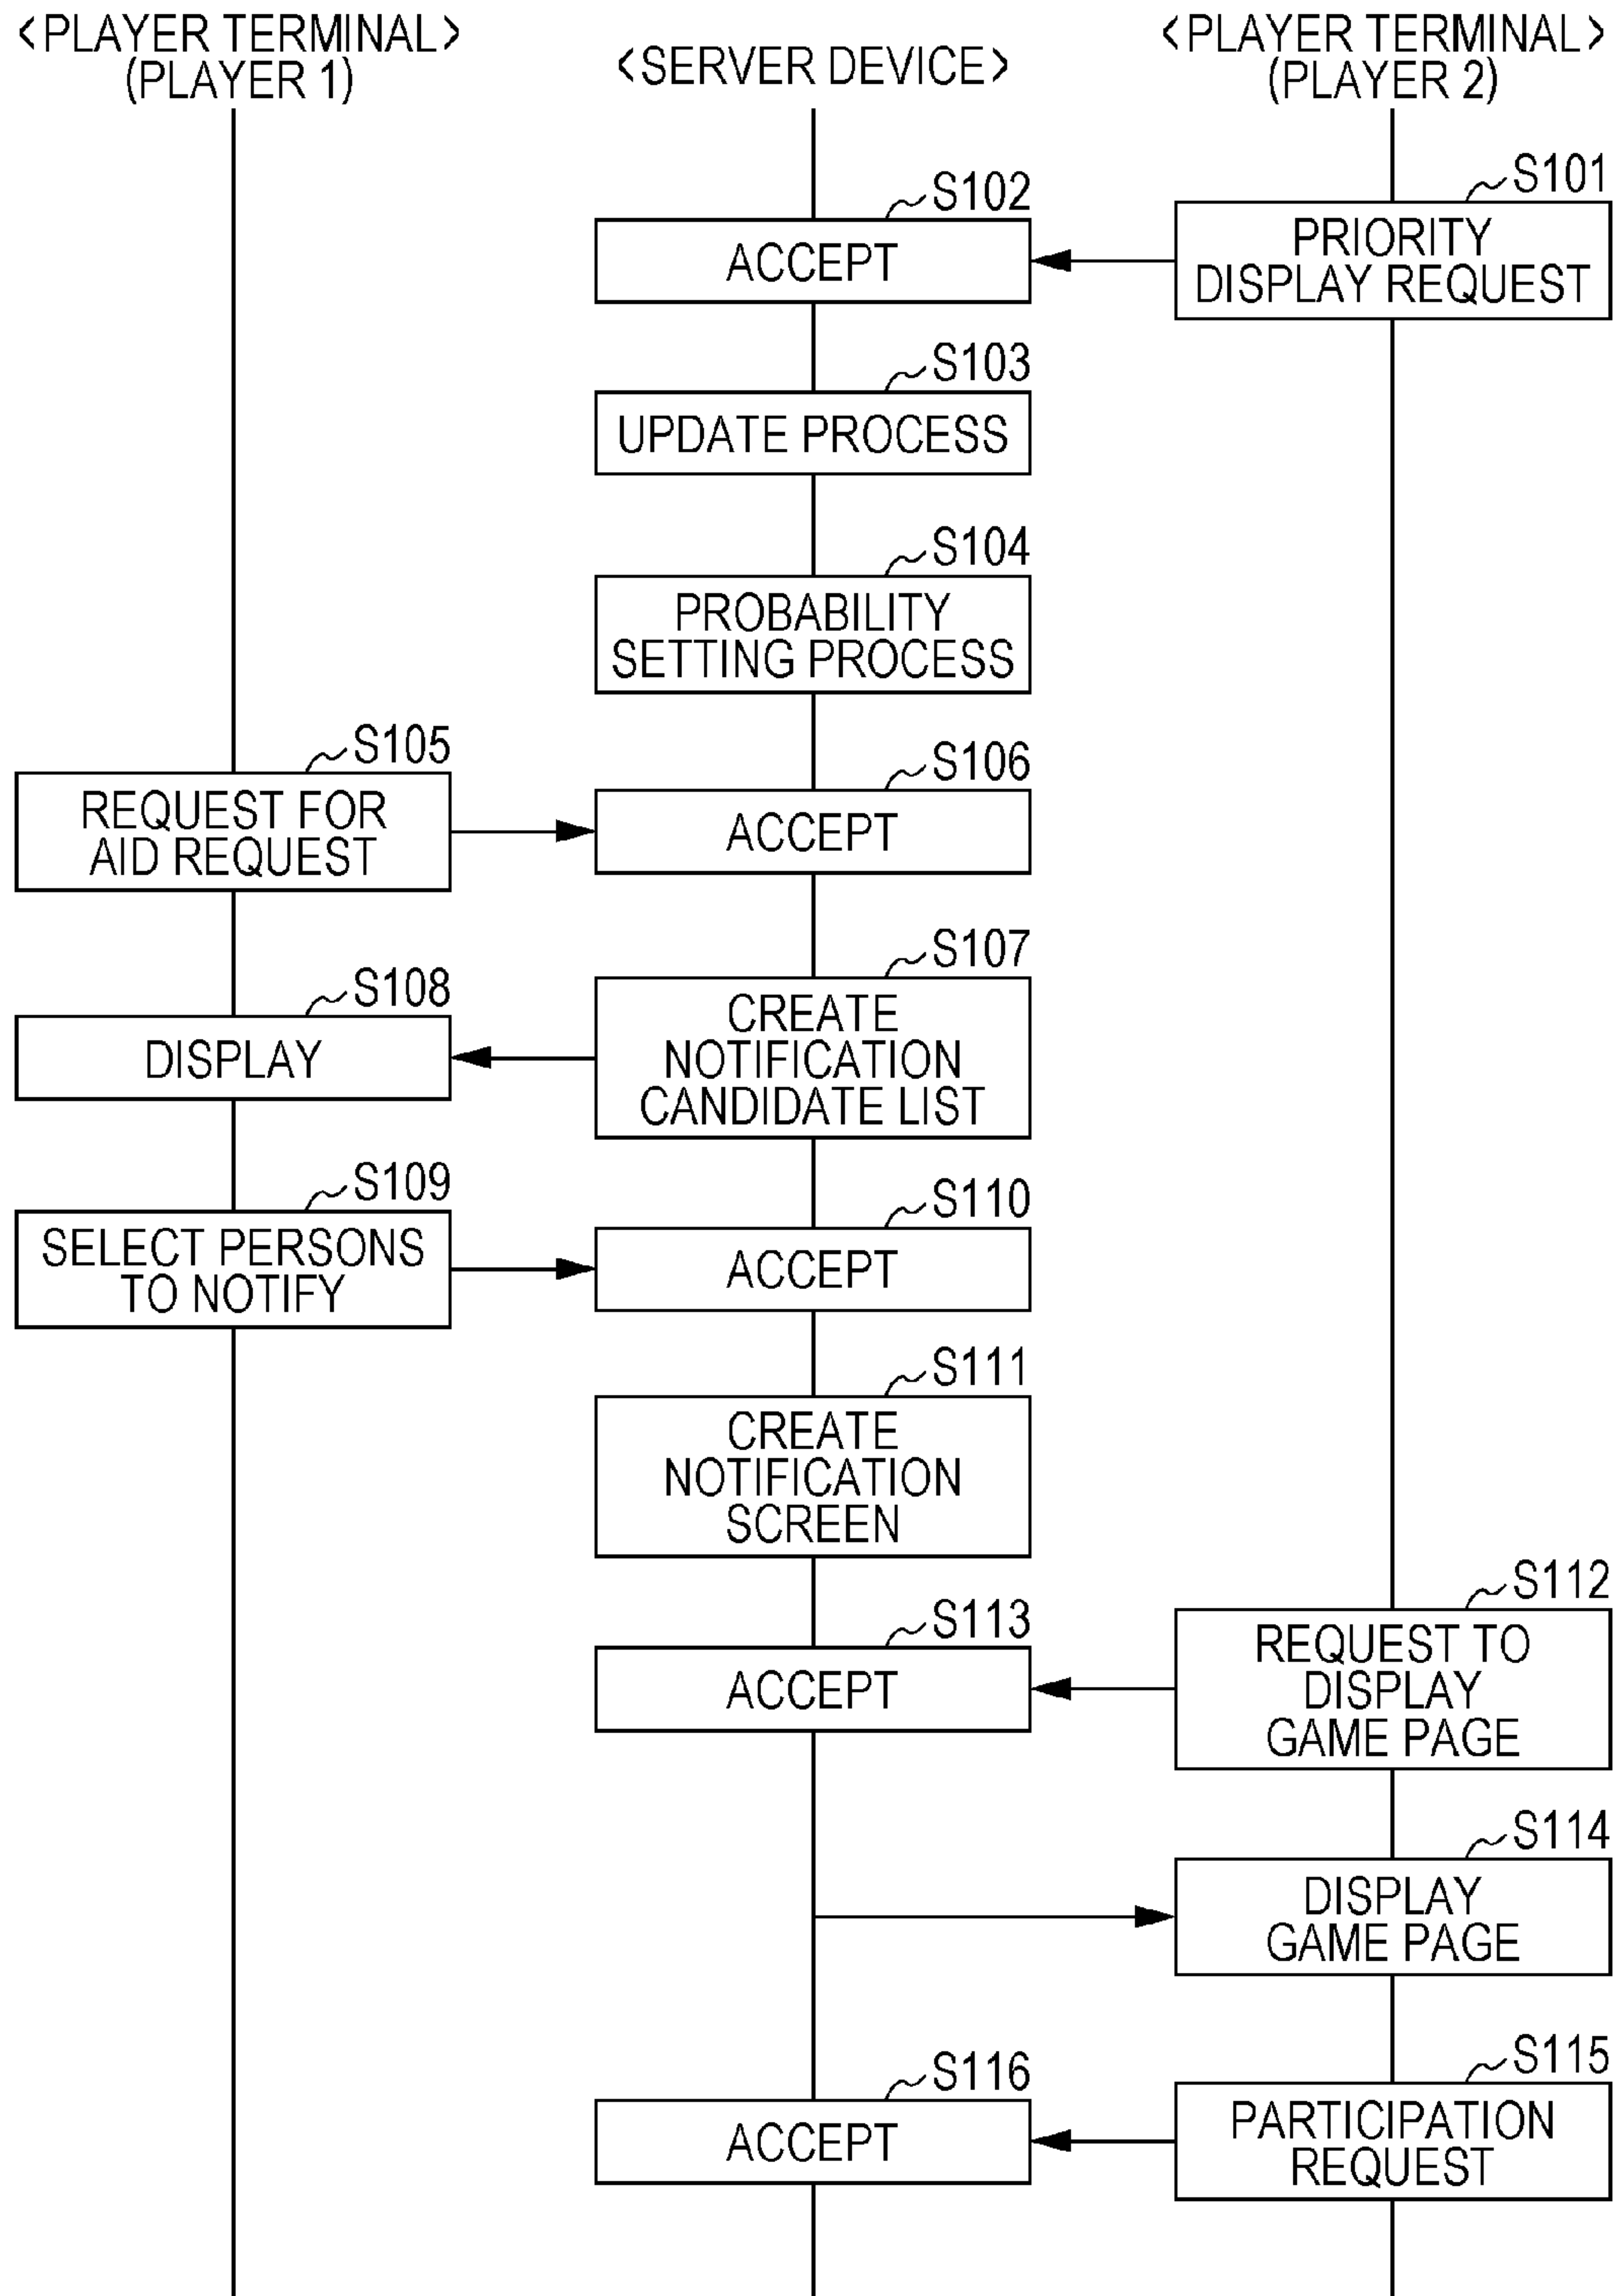 <PLAYER TERMINAL>
(PLAYER 1)
<SERVER DEVICE>
<PLAYER TERMINAL>
(PLAYER 2)
S101
PRIORITY
DISPLAY REQUEST
S102
ACCEPT
S103
UPDATE PROCESS
S104
PROBABILITY
SETTING PROCESS
S105
REQUEST FOR
AID REQUEST
S106
ACCEPT
S107
CREATE
NOTIFICATION
CANDIDATE LIST
S108
DISPLAY
S109
SELECT PERSONS
TO NOTIFY
S110
ACCEPT
S111
CREATE
NOTIFICATION
SCREEN
S112
REQUEST TO
DISPLAY
GAME PAGE
S113
ACCEPT
S114
DISPLAY
GAME PAGE
S115
PARTICIPATION
REQUEST
S116
ACCEPT